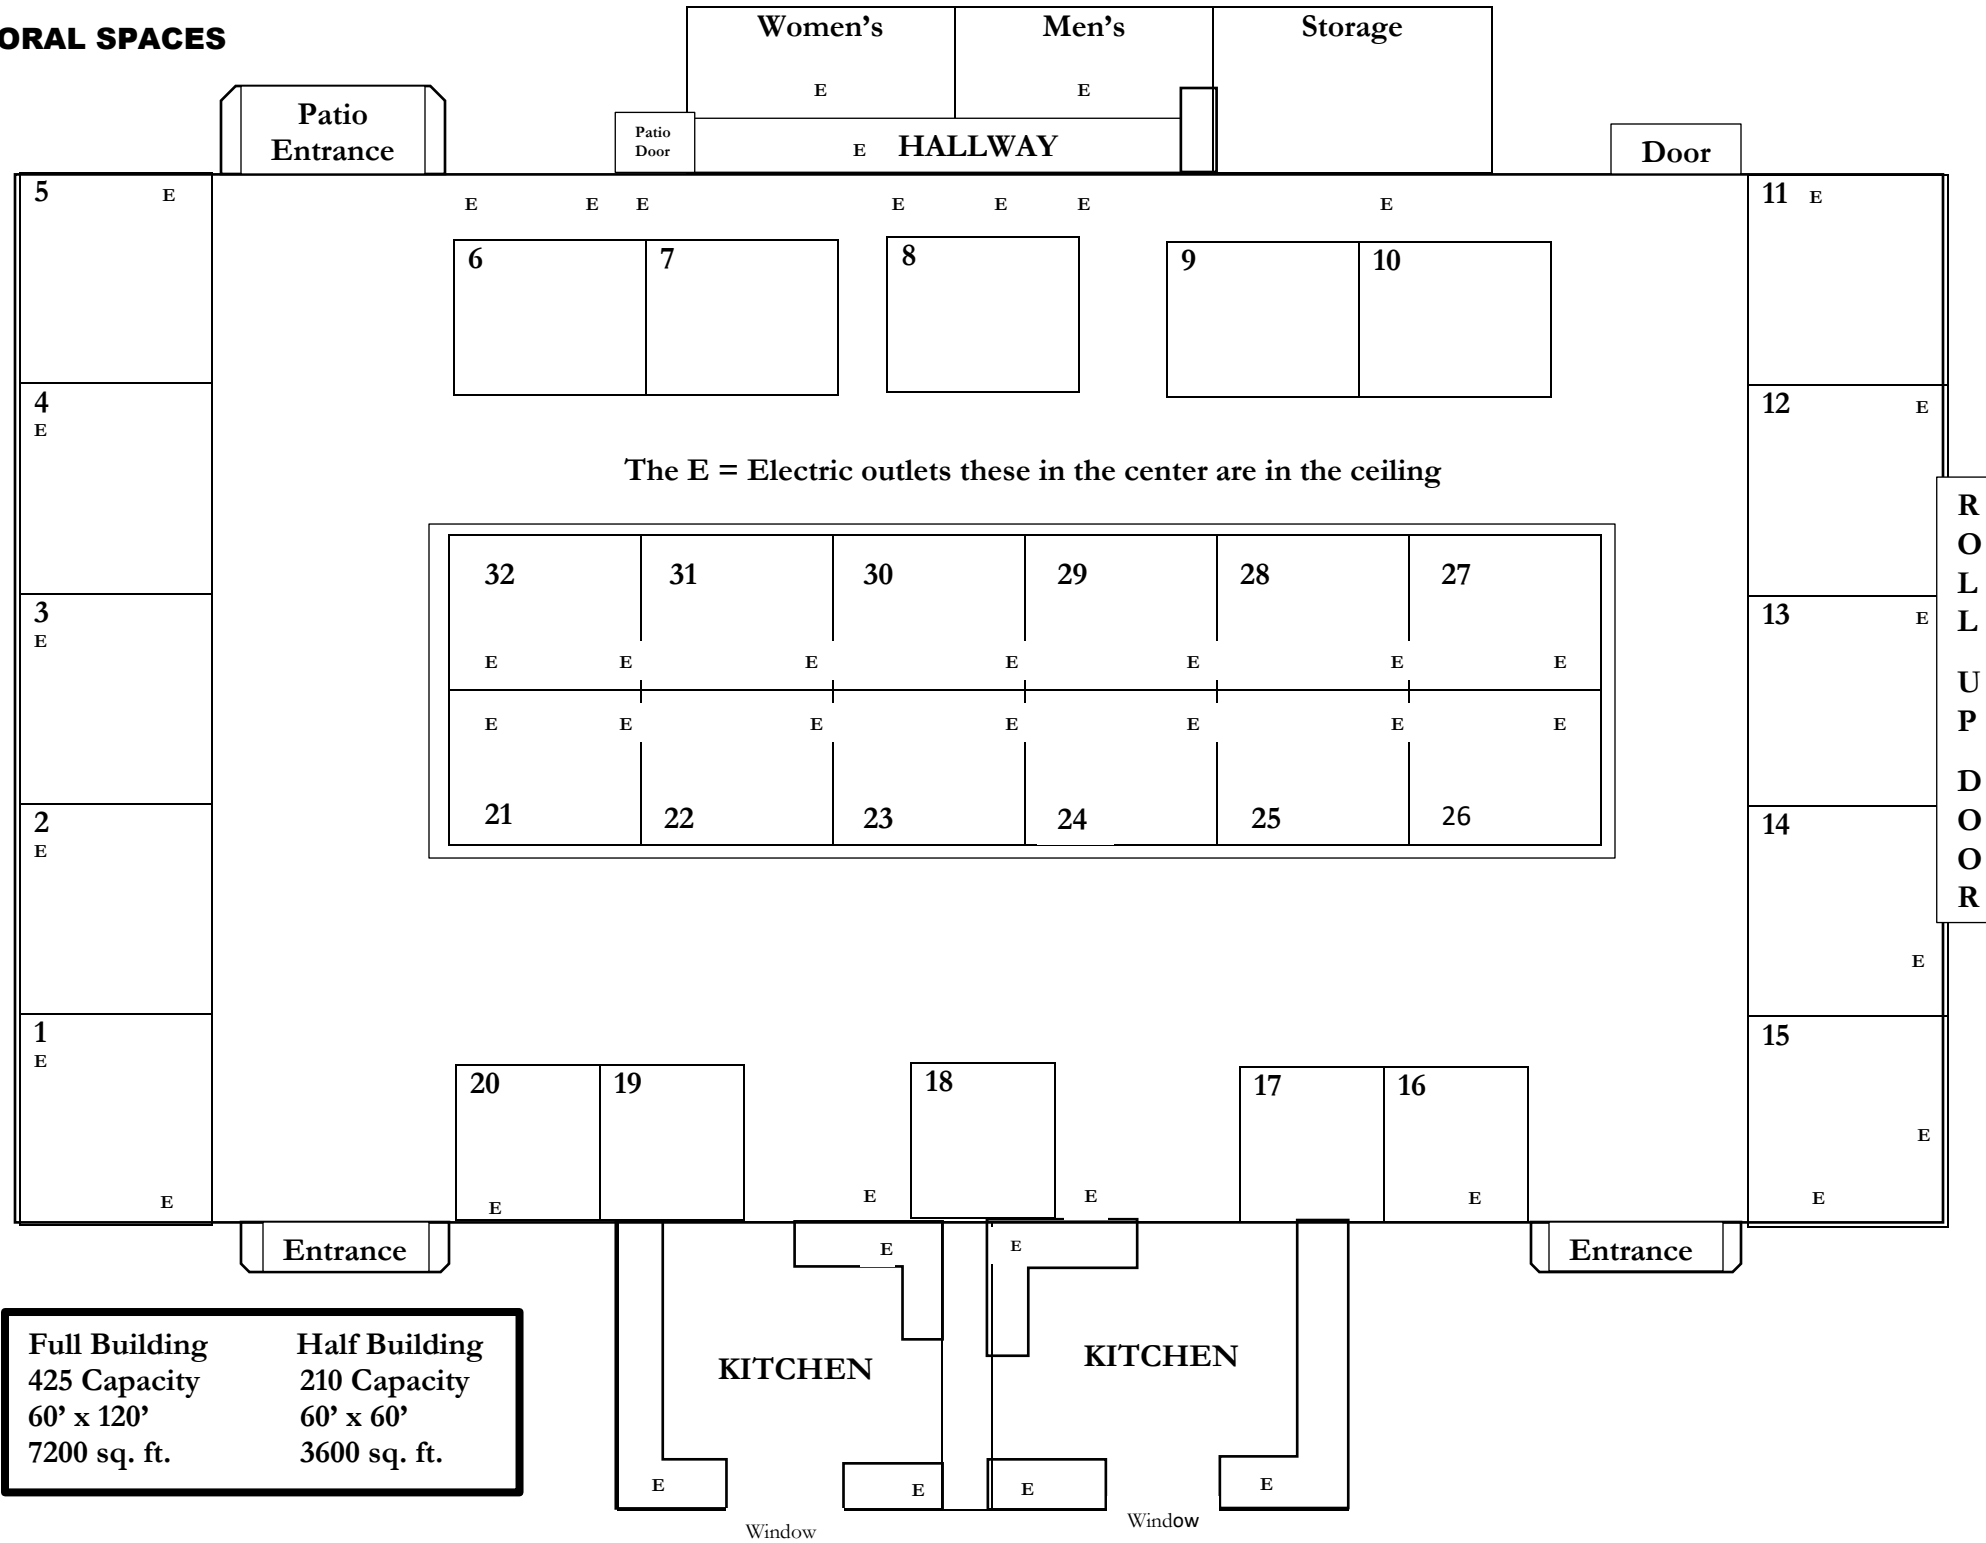 ORAL SPACES
Women's Men's Storage
E E
Patio
Entrance
Patio
Door
E HALLWAY
Door
5 E
E E E E E E E
11 E
6 7 8 9 10
4
E
12 E
The E = Electric outlets these in the center are in the ceiling
ROLL UP DOOR
32 31 30 29 28 27
3
E
13 E
E E E E E E E
E E E E E E E
21 22 23 24 25 26
2
E
14
E
1
E
15
20 19 18 17 16
E
E
E E E E E E
Entrance E E Entrance
Full Building Half Building
425 Capacity 210 Capacity
60’ x 120’ 60’ x 60’
7200 sq. ft. 3600 sq. ft.
KITCHEN KITCHEN
E E E E
Window Window